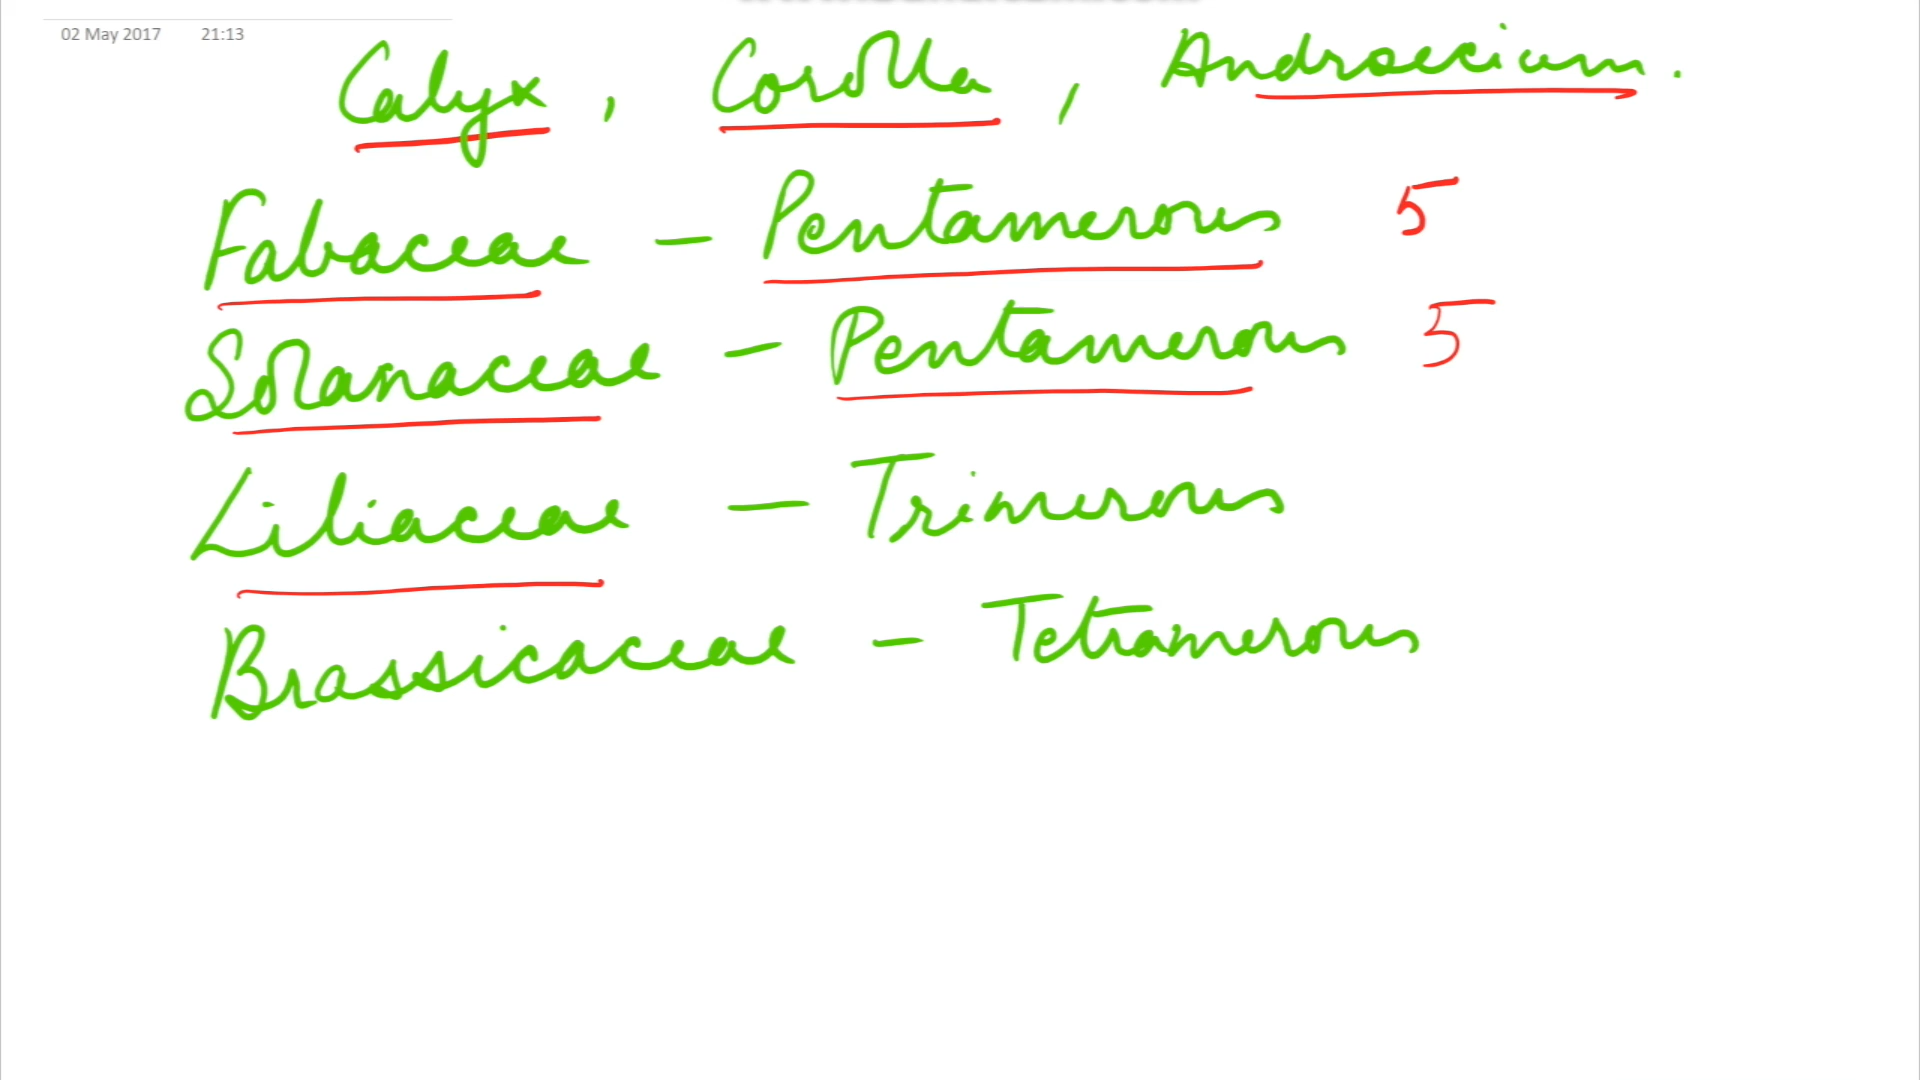 02 May 2017 21:13
Calyx , Corolla , Androecium .
Fabaceae - Pentamerous 5
Solanaceae - Pentamerous 5
Liliaceae - Trimerous
Brassicaceae - Tetramerous